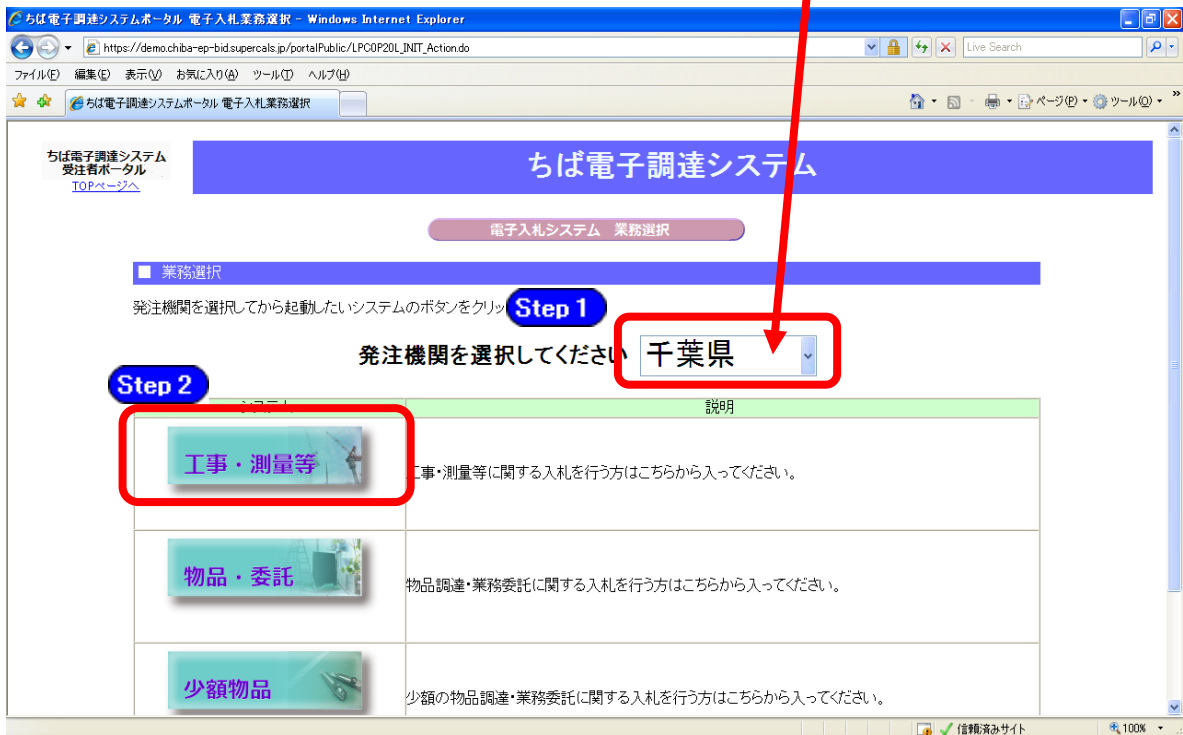 ちば電子調達システムポータル 電子入札業務選択 - Windows Internet Explorer
https://demo.chiba-ep-bid.supercals.jp/portalPublic/LPC0P20L_INIT_Action.do
Live Search
ファイル(F) 編集(E) 表示(V) お気に入り(A) ツール(T) ヘルプ(H)
ちば電子調達システムポータル 電子入札業務選択
ページ(P) ツール(O)
ちば電子調達システム
受注者ポータル
TOPページへ
ちば電子調達システム
電子入札システム 業務選択
■ 業務選択
発注機関を選択してから起動したいシステムのボタンをクリッ
Step 1
発注機関を選択してください 千葉県
Step 2
説明
工事・測量等
工事・測量等に関する入札を行う方はこちらから入ってください。
物品・委託
物品調達・業務委託に関する入札を行う方はこちらから入ってください。
少額物品
少額の物品調達・業務委託に関する入札を行う方はこちらから入ってください。
信頼済みサイト
100%